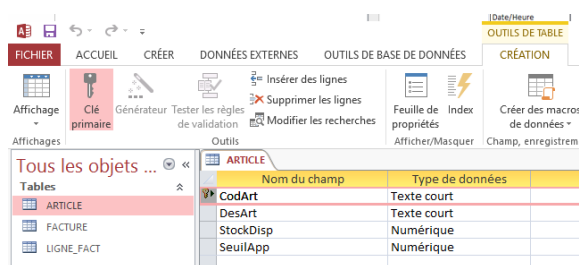 Date/Heure
OUTILS DE TABLE
FICHIER ACCUEIL CRÉER DONNÉES EXTERNES OUTILS DE BASE DE DONNÉES CRÉATION
Affichage
Clé primaire
Générateur
Tester les règles de validation
Insérer des lignes
Supprimer les lignes
Modifier les recherches
Feuille de propriétés
Index
Créer des macros de données
Affichages Outils Afficher/Masquer Champ, enregistrem
Tous les objets ... «
Tables
ARTICLE
FACTURE
LIGNE_FACT
ARTICLE
Nom du champ Type de données
CodArt Texte court
DesArt Texte court
StockDisp Numérique
SeuilApp Numérique